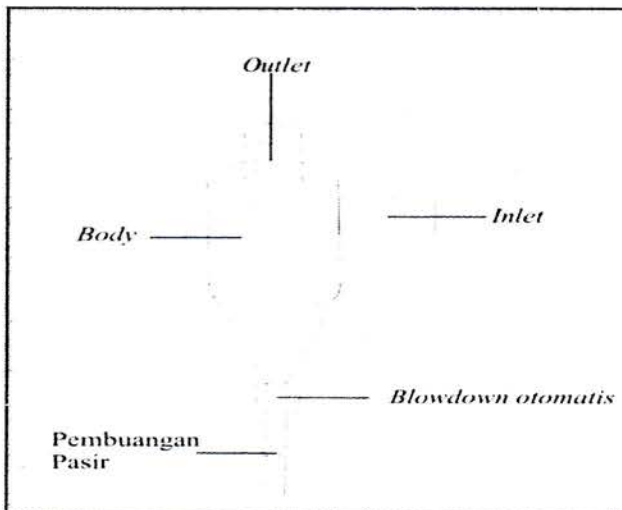 Outlet
Inlet
Body
Blowdown otomatis
Pembuangan
Pasir